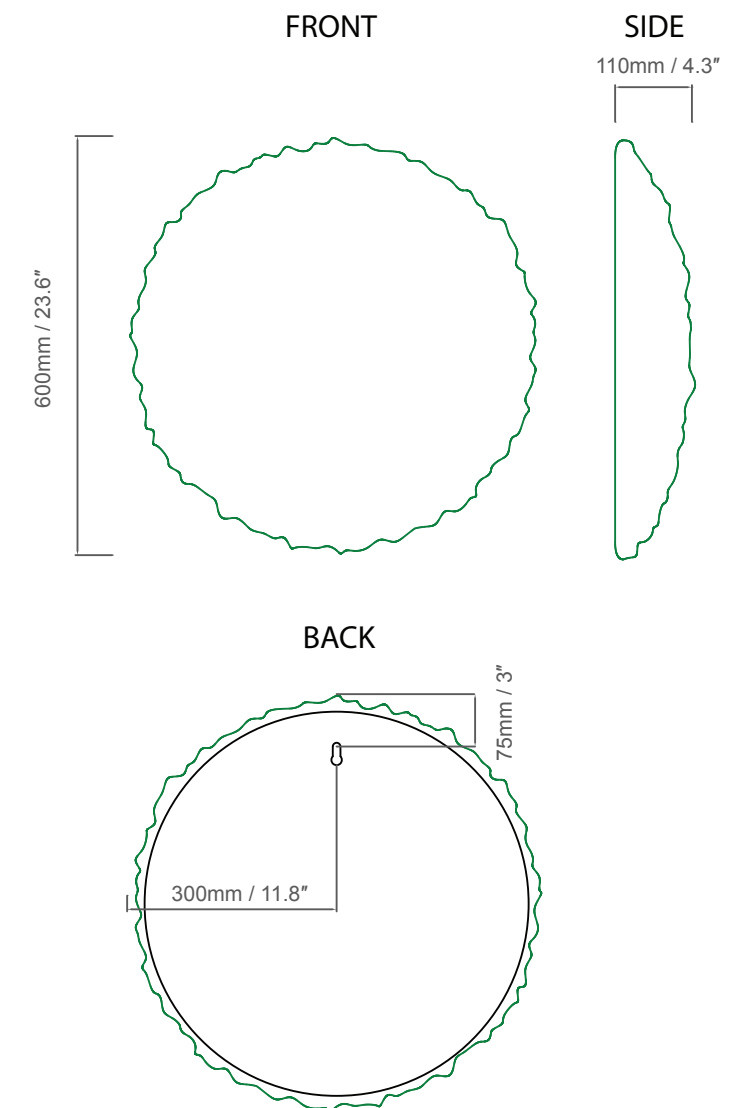 FRONT
SIDE
110mm / 4.3″
600mm / 23.6″
BACK
75mm / 3″
300mm / 11.8″